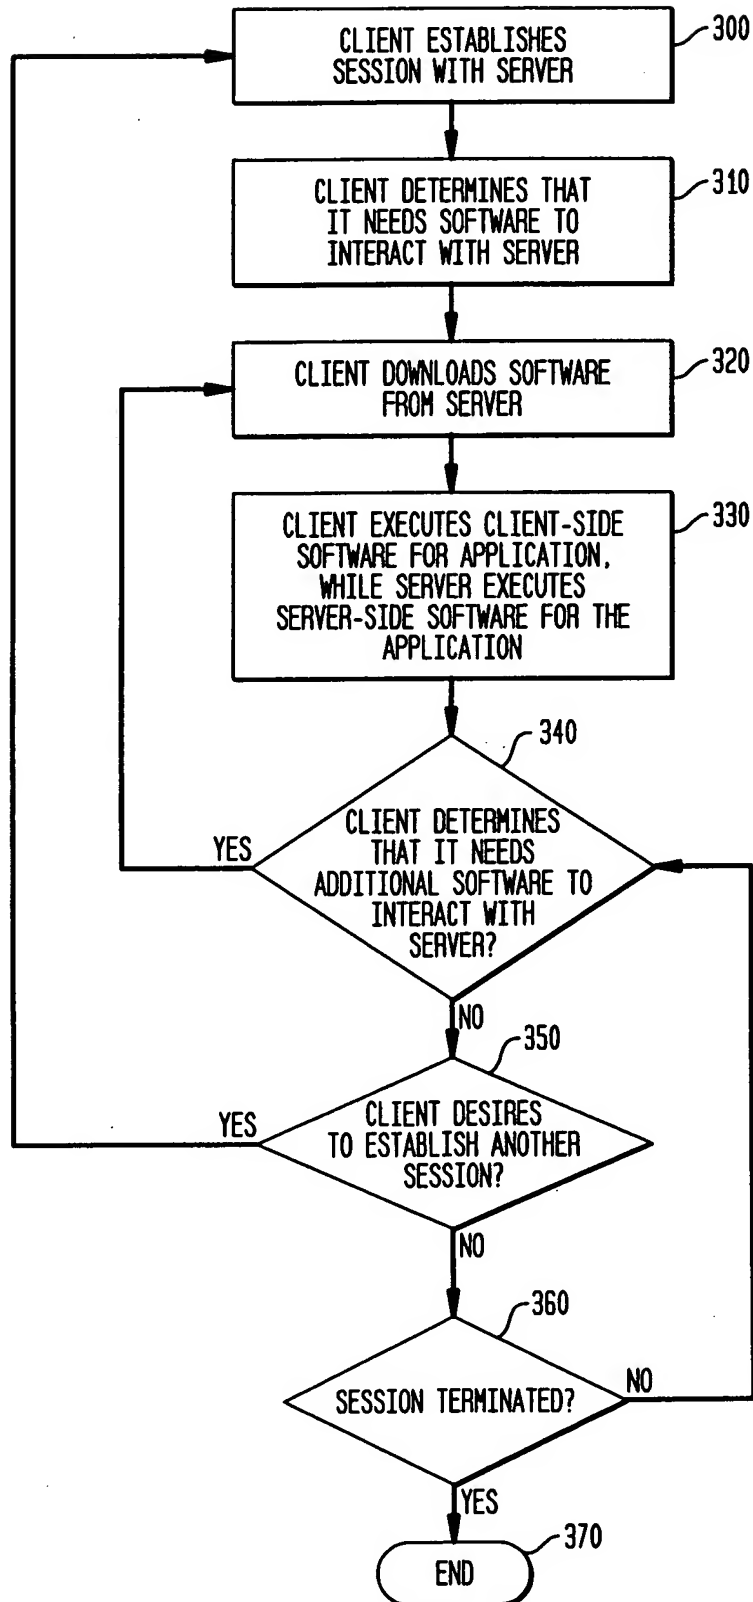 CLIENT ESTABLISHES
SESSION WITH SERVER
300
CLIENT DETERMINES THAT
IT NEEDS SOFTWARE TO
INTERACT WITH SERVER
310
CLIENT DOWNLOADS SOFTWARE
FROM SERVER
320
CLIENT EXECUTES CLIENT-SIDE
SOFTWARE FOR APPLICATION,
WHILE SERVER EXECUTES
SERVER-SIDE SOFTWARE FOR THE
APPLICATION
330
340
CLIENT DETERMINES
THAT IT NEEDS
ADDITIONAL SOFTWARE TO
INTERACT WITH
SERVER?
YES
NO
350
CLIENT DESIRES
TO ESTABLISH ANOTHER
SESSION?
YES
NO
360
SESSION TERMINATED?
NO
YES
370
END